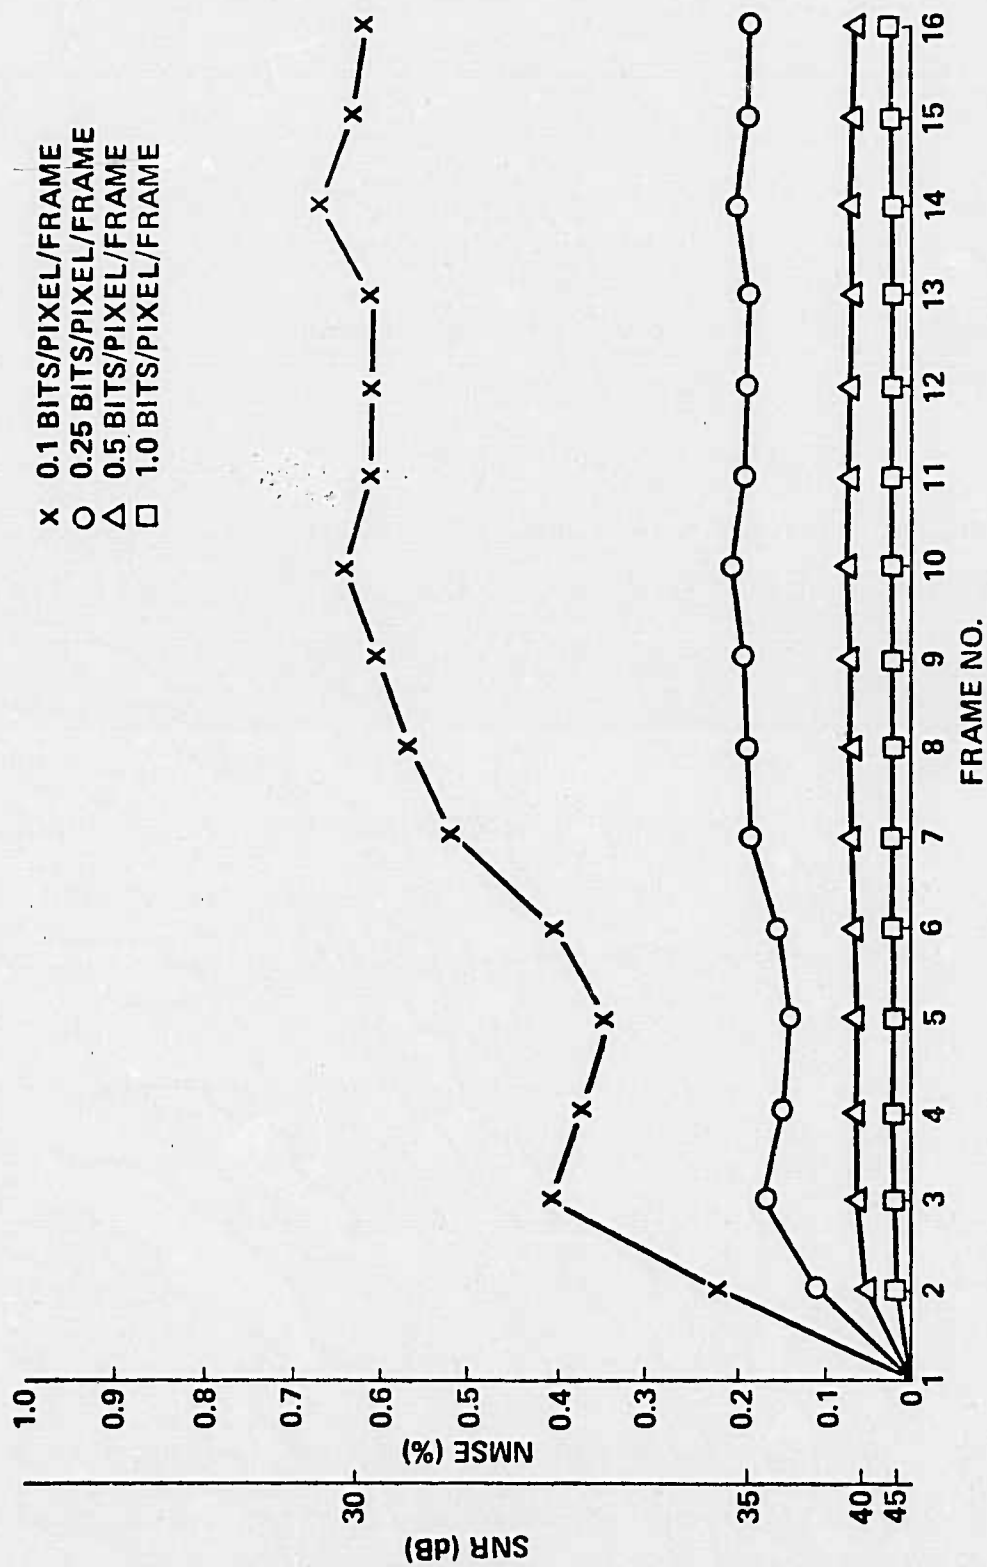 X 0.1 BITS/PIXEL/FRAME
O 0.25 BITS/PIXEL/FRAME
△ 0.5 BITS/PIXEL/FRAME
□ 1.0 BITS/PIXEL/FRAME
SNR (dB)
30
35
40
45
NMSE (%)
1.0
0.9
0.8
0.7
0.6
0.5
0.4
0.3
0.2
0.1
0
1 2 3 4 5 6 7 8 9 10 11 12 13 14 15 16
FRAME NO.